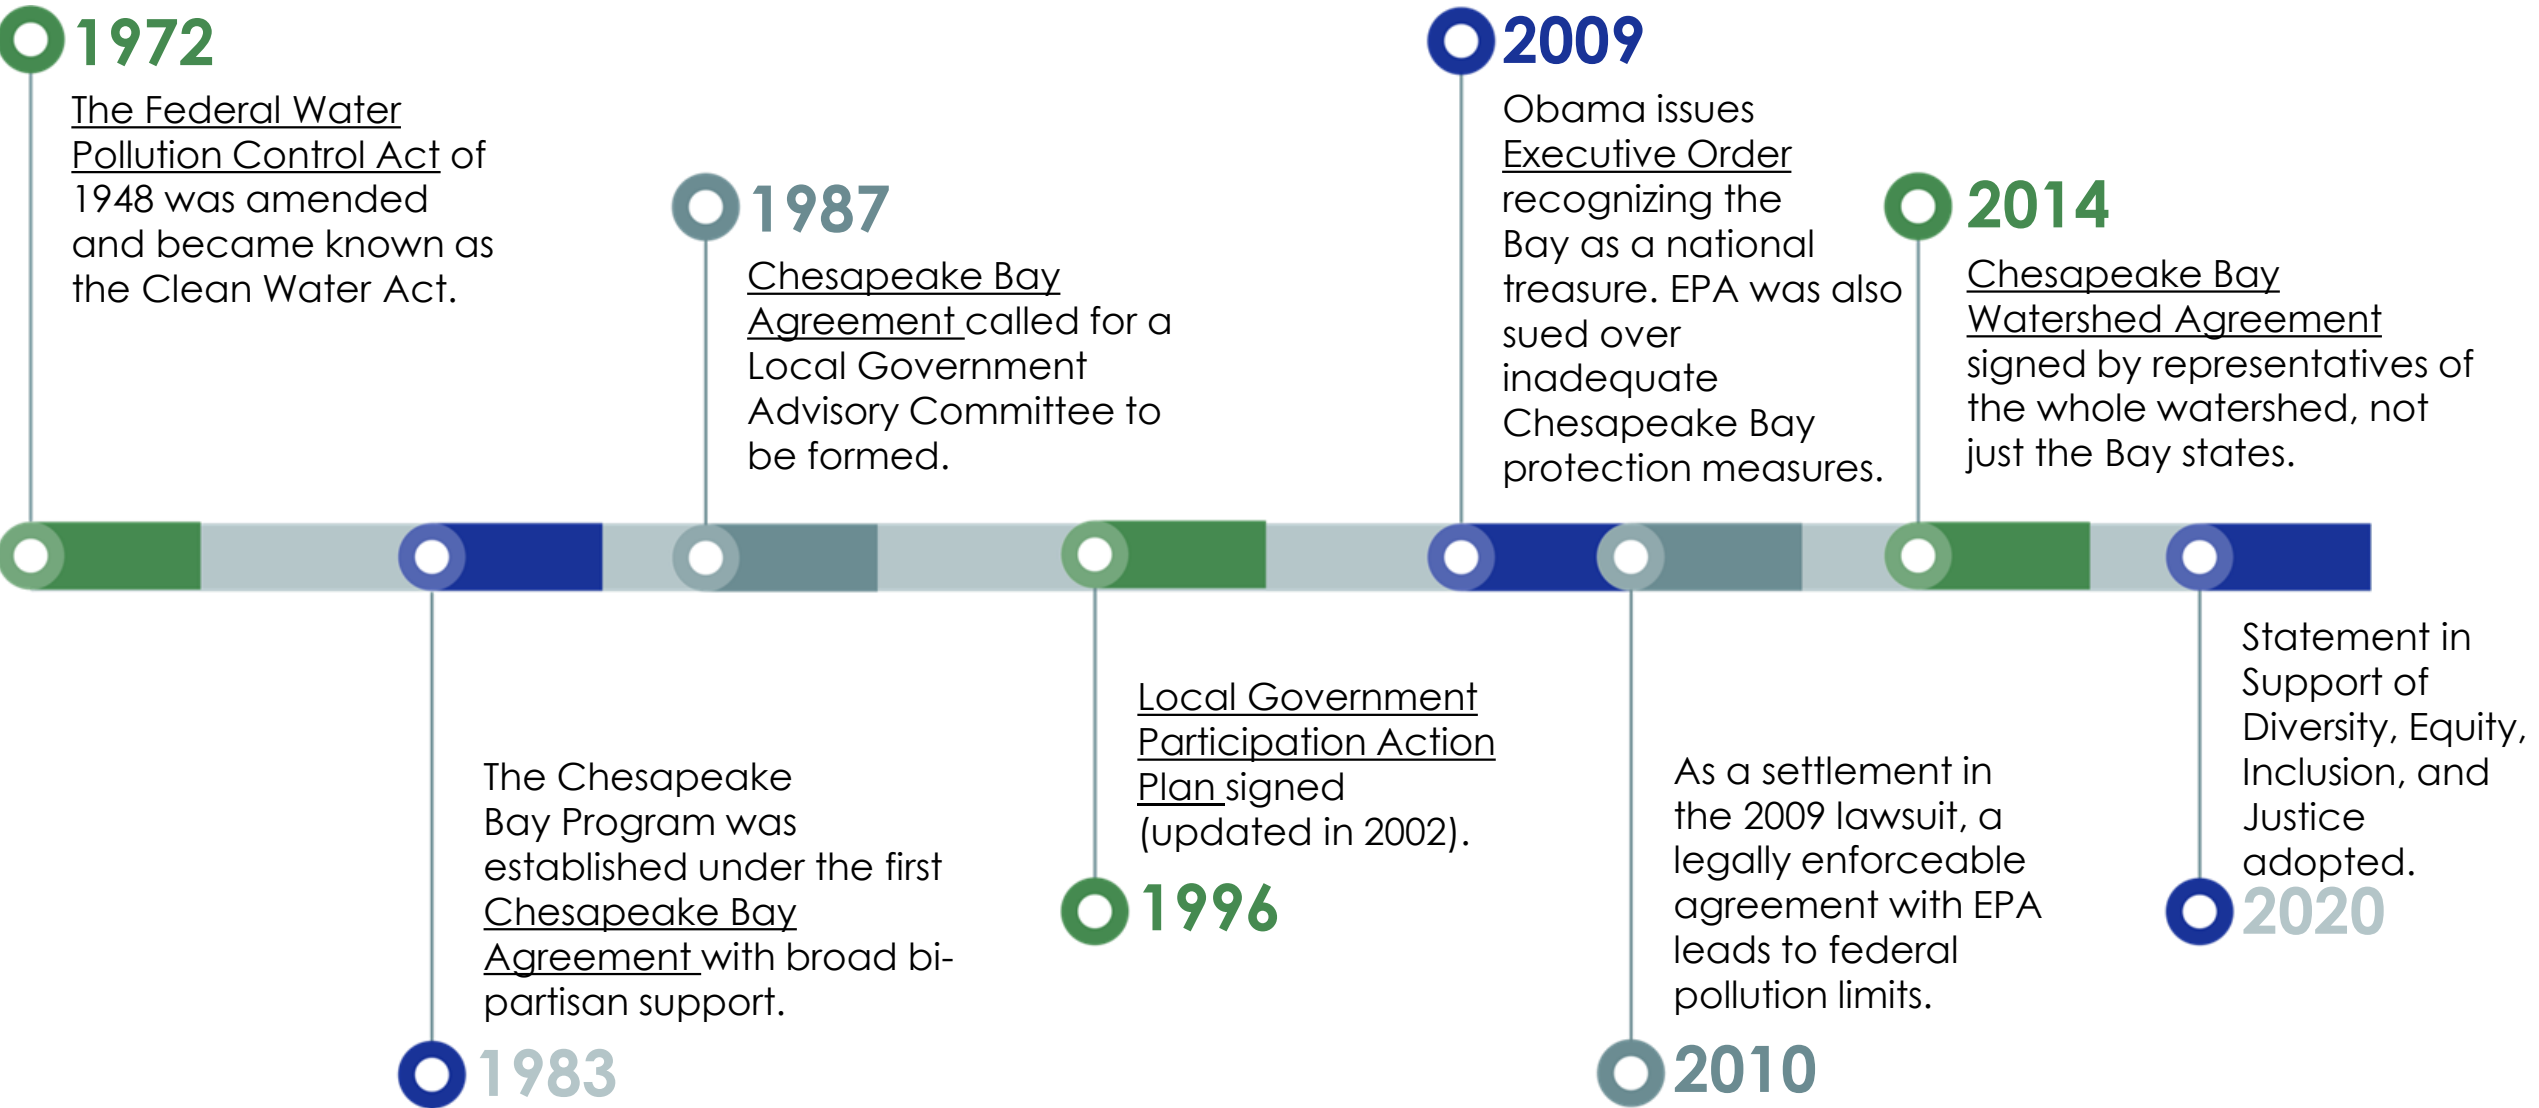 1972
The Federal Water
Pollution Control Act of
1948 was amended
and became known as
the Clean Water Act.
1987
Chesapeake Bay
Agreement called for a
Local Government
Advisory Committee to
be formed.
2009
Obama issues
Executive Order
recognizing the
Bay as a national
treasure. EPA was also
sued over
inadequate
Chesapeake Bay
protection measures.
2014
Chesapeake Bay
Watershed Agreement
signed by representatives of
the whole watershed, not
just the Bay states.
The Chesapeake
Bay Program was
established under the first
Chesapeake Bay
Agreement with broad bi-
partisan support.
1983
Local Government
Participation Action
Plan signed
(updated in 2002).
1996
As a settlement in
the 2009 lawsuit, a
legally enforceable
agreement with EPA
leads to federal
pollution limits.
2010
Statement in
Support of
Diversity, Equity,
Inclusion, and
Justice
adopted.
2020